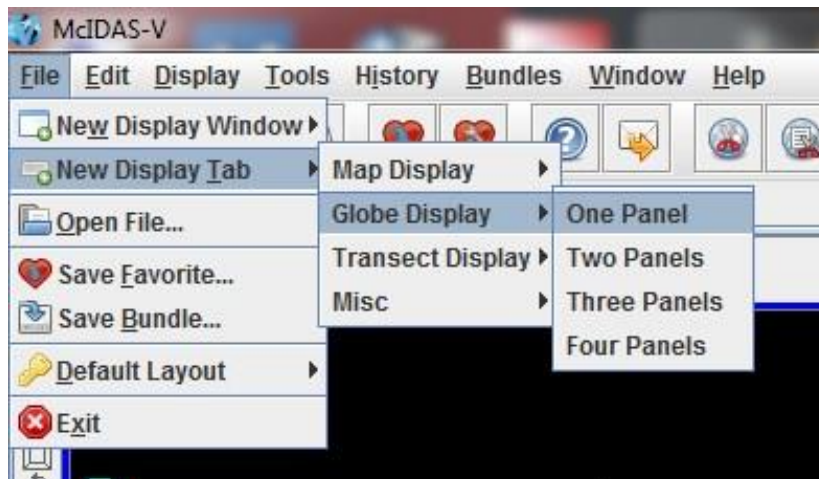 McIDAS-V
File Edit Display Tools History Bundles Window Help
New Display Window
New Display Tab
Open File...
Save Favorite...
Save Bundle...
Default Layout
Exit
Map Display
Globe Display
Transect Display
Misc
One Panel
Two Panels
Three Panels
Four Panels